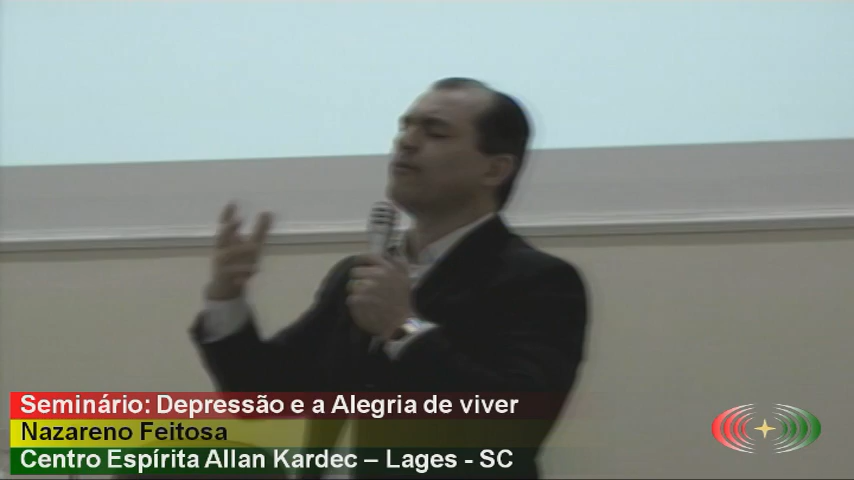 Seminário: Depressão e a Alegria de viver
Nazareno Feitosa
Centro Espírita Allan Kardec – Lages - SC